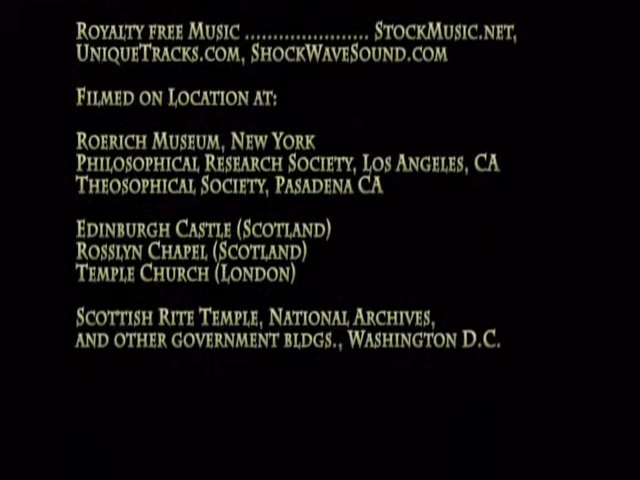 Royalty free Music ...................... StockMusic.net,
UniqueTracks.com, ShockWaveSound.com
Filmed on Location at:
Roerich Museum, New York
Philosophical Research Society, Los Angeles, CA
Theosophical Society, Pasadena CA
Edinburgh Castle (Scotland)
Rosslyn Chapel (Scotland)
Temple Church (London)
Scottish Rite Temple, National Archives,
and other government bldgs., Washington D.C.